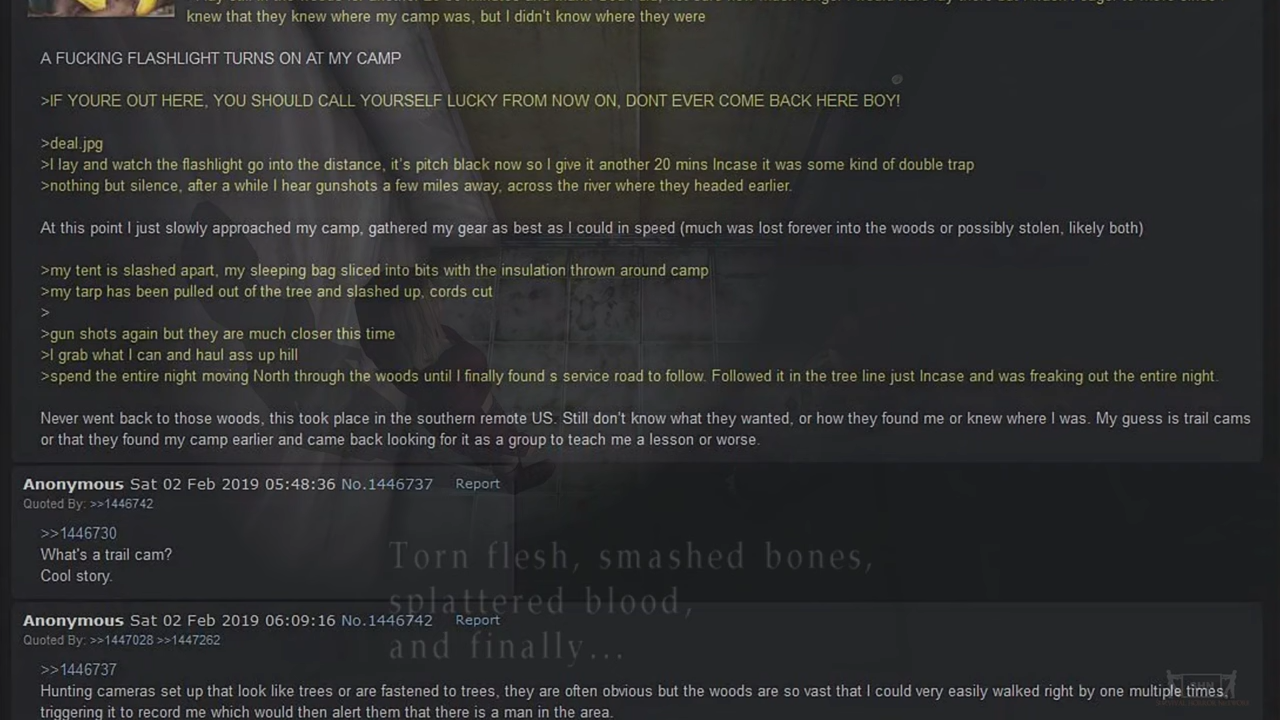 knew that they knew where my camp was, but I didn't know where they were
A FUCKING FLASHLIGHT TURNS ON AT MY CAMP
>IF YOURE OUT HERE, YOU SHOULD CALL YOURSELF LUCKY FROM NOW ON, DONT EVER COME BACK HERE BOY!
>deal.jpg
>I lay and watch the flashlight go into the distance, it's pitch black now so I give it another 20 mins Incase it was some kind of double trap
>nothing but silence, after a while I hear gunshots a few miles away, across the river where they headed earlier.
At this point I just slowly approached my camp, gathered my gear as best as I could in speed (much was lost forever into the woods or possibly stolen, likely both)
>my tent is slashed apart, my sleeping bag sliced into bits with the insulation thrown around camp
>my tarp has been pulled out of the tree and slashed up, cords cut
>
>gun shots again but they are much closer this time
>I grab what I can and haul ass up hill
>spend the entire night moving North through the woods until I finally found s service road to follow. Followed it in the tree line just Incase and was freaking out the entire night.
Never went back to those woods, this took place in the southern remote US. Still don't know what they wanted, or how they found me or knew where I was. My guess is trail cams
or that they found my camp earlier and came back looking for it as a group to teach me a lesson or worse.
Anonymous Sat 02 Feb 2019 05:48:36 No.1446737 Report
Quoted By: >>1446742
>>1446730
What's a trail cam?
Cool story.
Torn flesh, smashed bones,
splattered blood,
and finally...
Anonymous Sat 02 Feb 2019 06:09:16 No.1446742 Report
Quoted By: >>1447028 >>1447262
>>1446737
Hunting cameras set up that look like trees or are fastened to trees, they are often obvious but the woods are so vast that I could very easily walked right by one multiple times,
triggering it to record me which would then alert them that there is a man in the area.